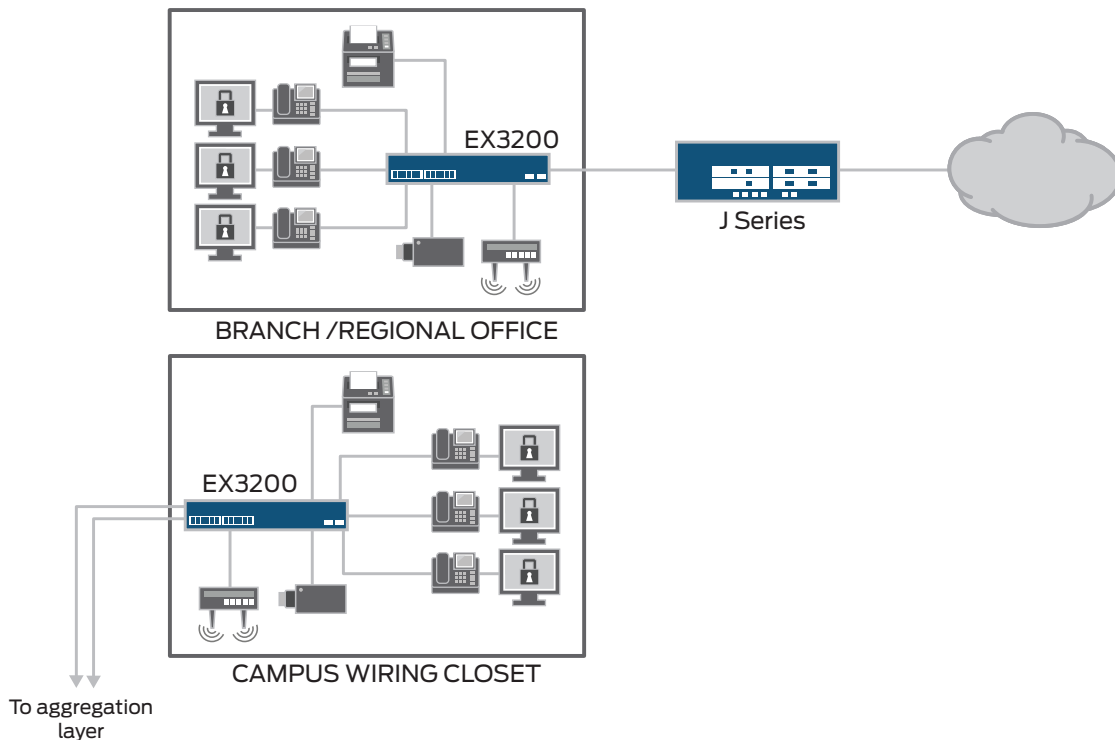 EX3200
J Series
BRANCH /REGIONAL OFFICE
EX3200
CAMPUS WIRING CLOSET
To aggregation
layer